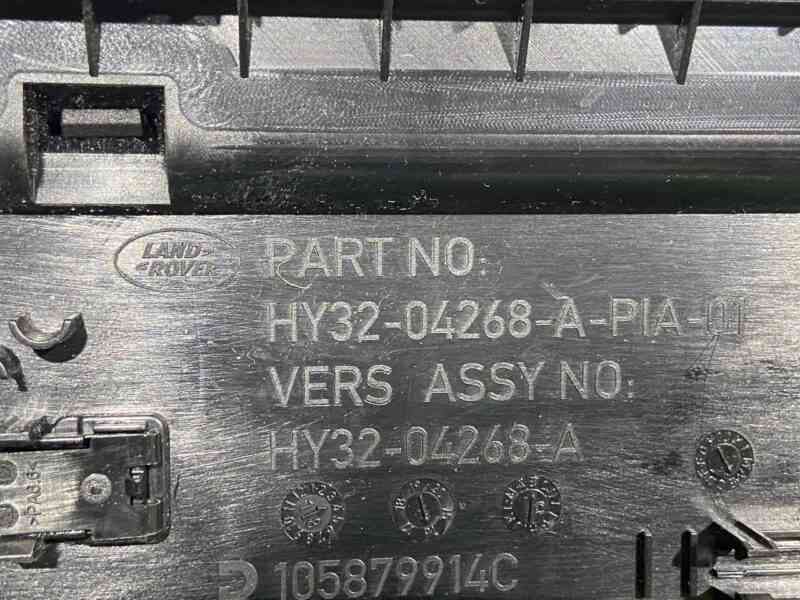 LAND
ROVER
PART NO:
HY32-04268-A-PIA-01
VERS ASSY NO:
HY32-04268-A
105879914C